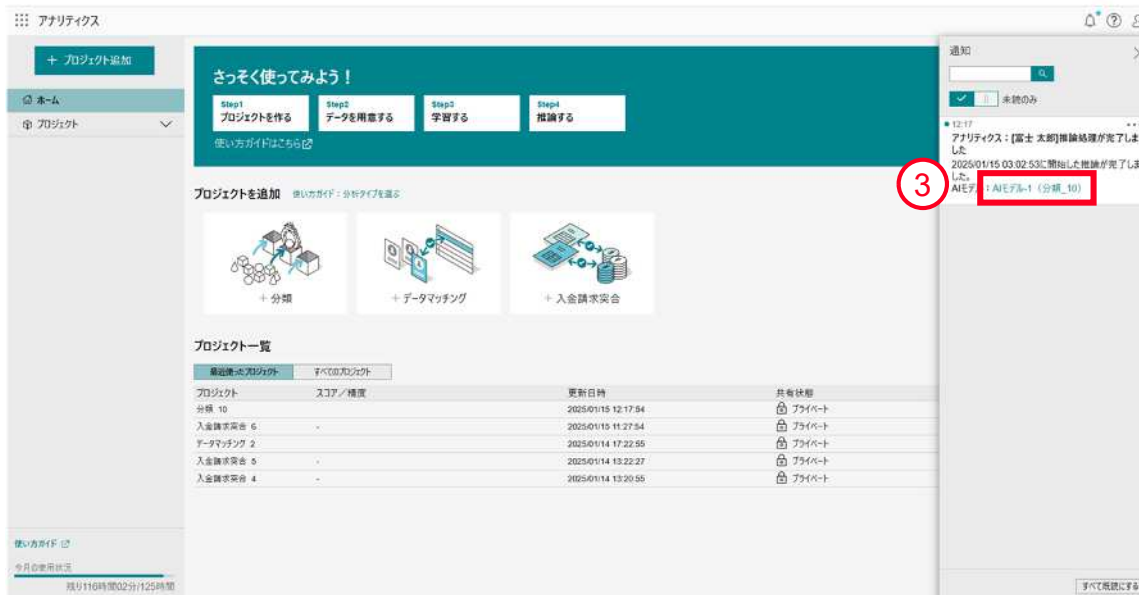 アナリティクス
+ プロジェクト追加
ホーム
プロジェクト
さっそく使ってみよう！
Step1
プロジェクトを作る
Step2
データを用意する
Step3
学習する
Step4
推論する
使い方ガイドはこちら
プロジェクトを追加 使い方ガイド：分析タイプを選ぶ
+ 分類
+ データマッチング
+ 入金請求突合
プロジェクト一覧
最近使ったプロジェクト すべてのプロジェクト
プロジェクト スコア／精度 更新日時 共有状態
分類 10 2025/01/15 12:17:54 プライベート
入金請求突合 6 - 2025/01/15 11:27:54 プライベート
データマッチング 2 2025/01/14 17:22:55 プライベート
入金請求突合 5 - 2025/01/14 13:22:27 プライベート
入金請求突合 4 - 2025/01/14 13:20:55 プライベート
使い方ガイド
今月の使用状況
残り116時間02分/125時間
通知
未読のみ
12:17
アナリティクス：[富士 太郎]推論処理が完了しま
した
2025/01/15 03:02:53に開始した推論が完了しま
した。
③
AIモデル：AIモデル-1（分類_10）
すべて既読にする